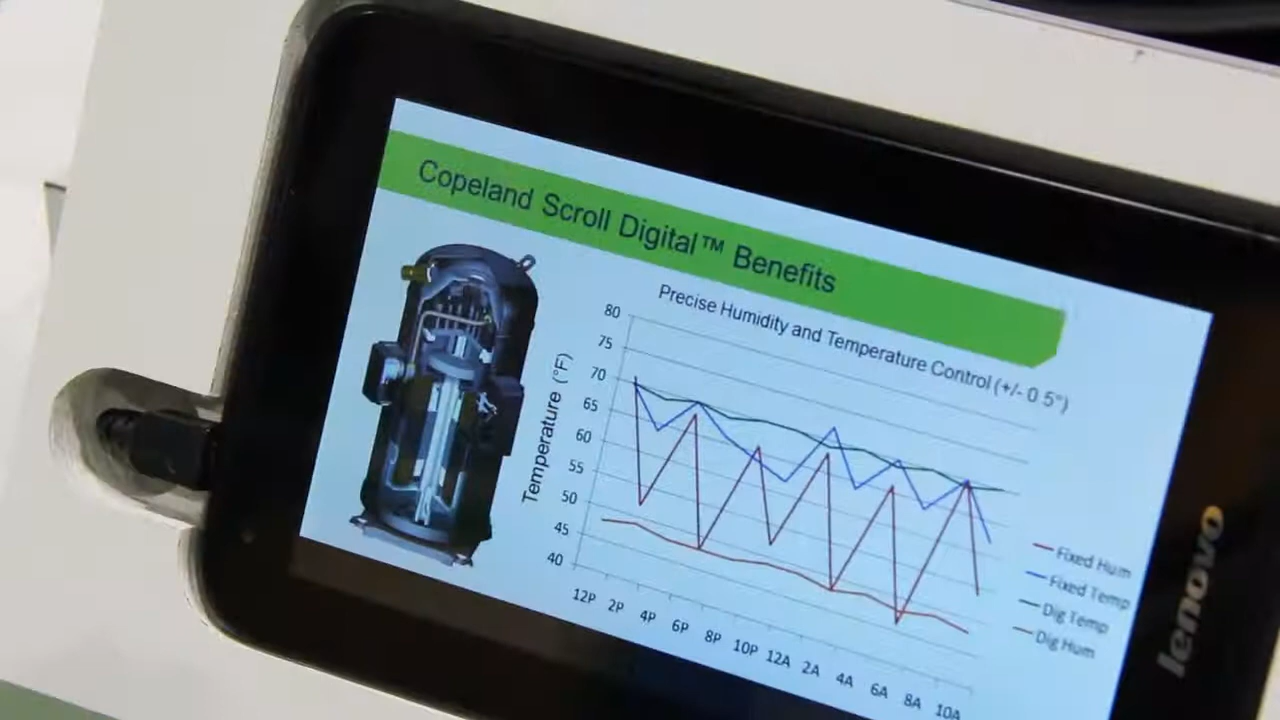 Copeland Scroll Digital™ Benefits
Precise Humidity and Temperature Control (+/- 0 5°)
Temperature (°F)
80
75
70
65
60
55
50
45
40
12P 2P 4P 6P 8P 10P 12A 2A 4A 6A 8A 10A
Fixed Hum
Fixed Temp
Dig Temp
Dig Hum
lenovo